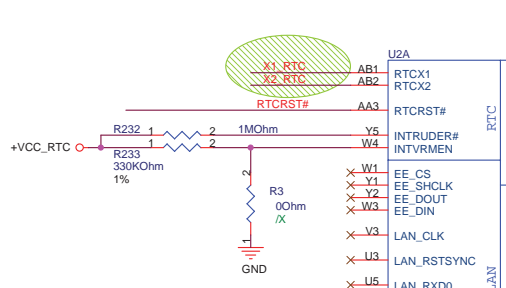 U2A
X1_RTC AB1 RTCX1
X2_RTC AB2 RTCX2
RTCRST# AA3 RTCRST#
RTC
R232 1 2 1MOhm Y5 INTRUDER#
+VCC_RTC 1 2 W4 INTVRMEN
R233
330KOhm
1%
2 W1 EE_CS
Y1 EE_SHCLK
R3 Y2 EE_DOUT
0Ohm W3 EE_DIN
/X
1 V3 LAN_CLK
GND U3 LAN_RSTSYNC
U5 LAN_RXD0
LAN